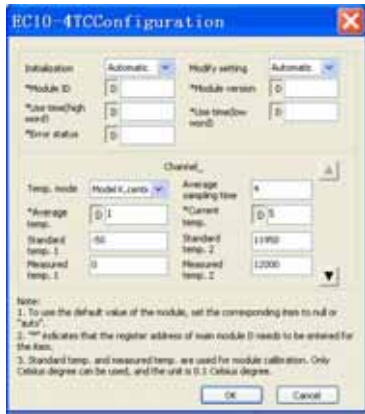 EC10-4TCConfiguration
Initialization Automatic Modify setting Automatic
*Module ID D *Module version D
*Use time(high word) D *Use time(low word) D
*Error status D
Channel_
Temp. mode Model K, Average sampling time 4
*Average temp. D 1 *Current temp. D 5
Standard temp. 1 -50 Standard temp. 2 11950
Measured temp. 1 0 Measured temp. 2 12000
Note:
1. To use the default value of the module, set the corresponding item to null or
"auto".
2. "*" indicates that the register address of main module D needs to be entered for
the item.
3. Standard temp. and measured temp. are used for module calibration. Only
Celsius degree can be used, and the unit is 0.1 Celsius degree.
OK Cancel